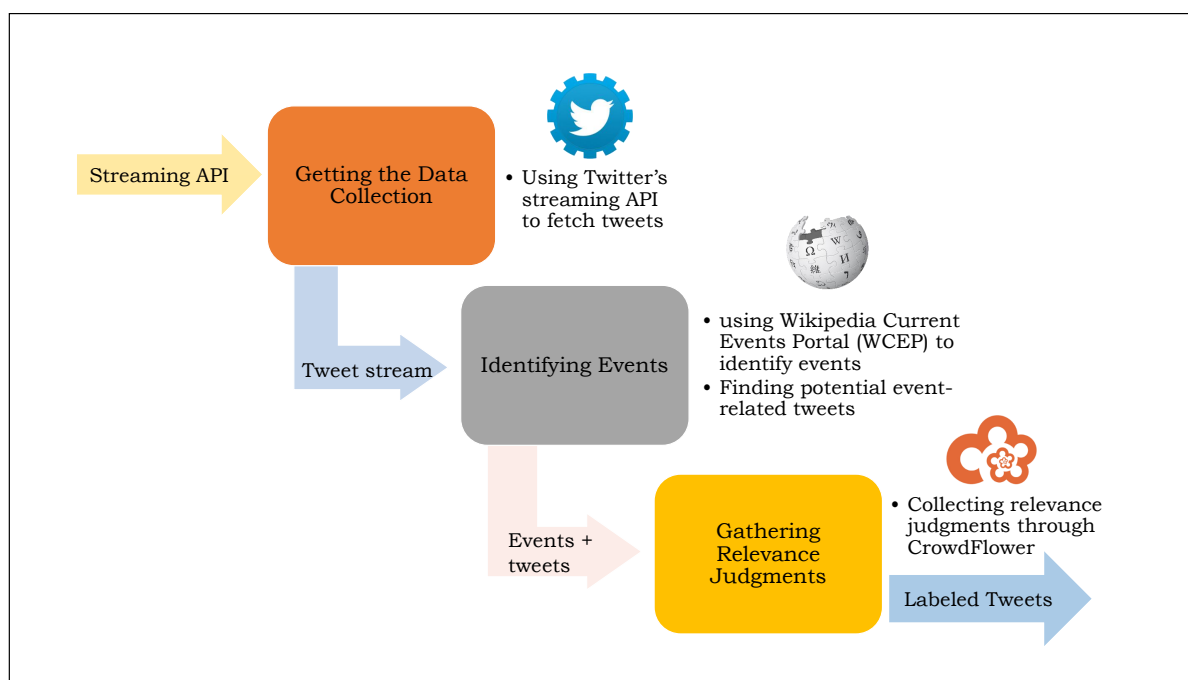 Streaming API
Getting the Data
Collection
• Using Twitter's
streaming API
to fetch tweets
Tweet stream
Identifying Events
• using Wikipedia Current
Events Portal (WCEP) to
identify events
• Finding potential event-
related tweets
Events +
tweets
Gathering
Relevance
Judgments
• Collecting relevance
judgments through
CrowdFlower
Labeled Tweets
Ω W
И